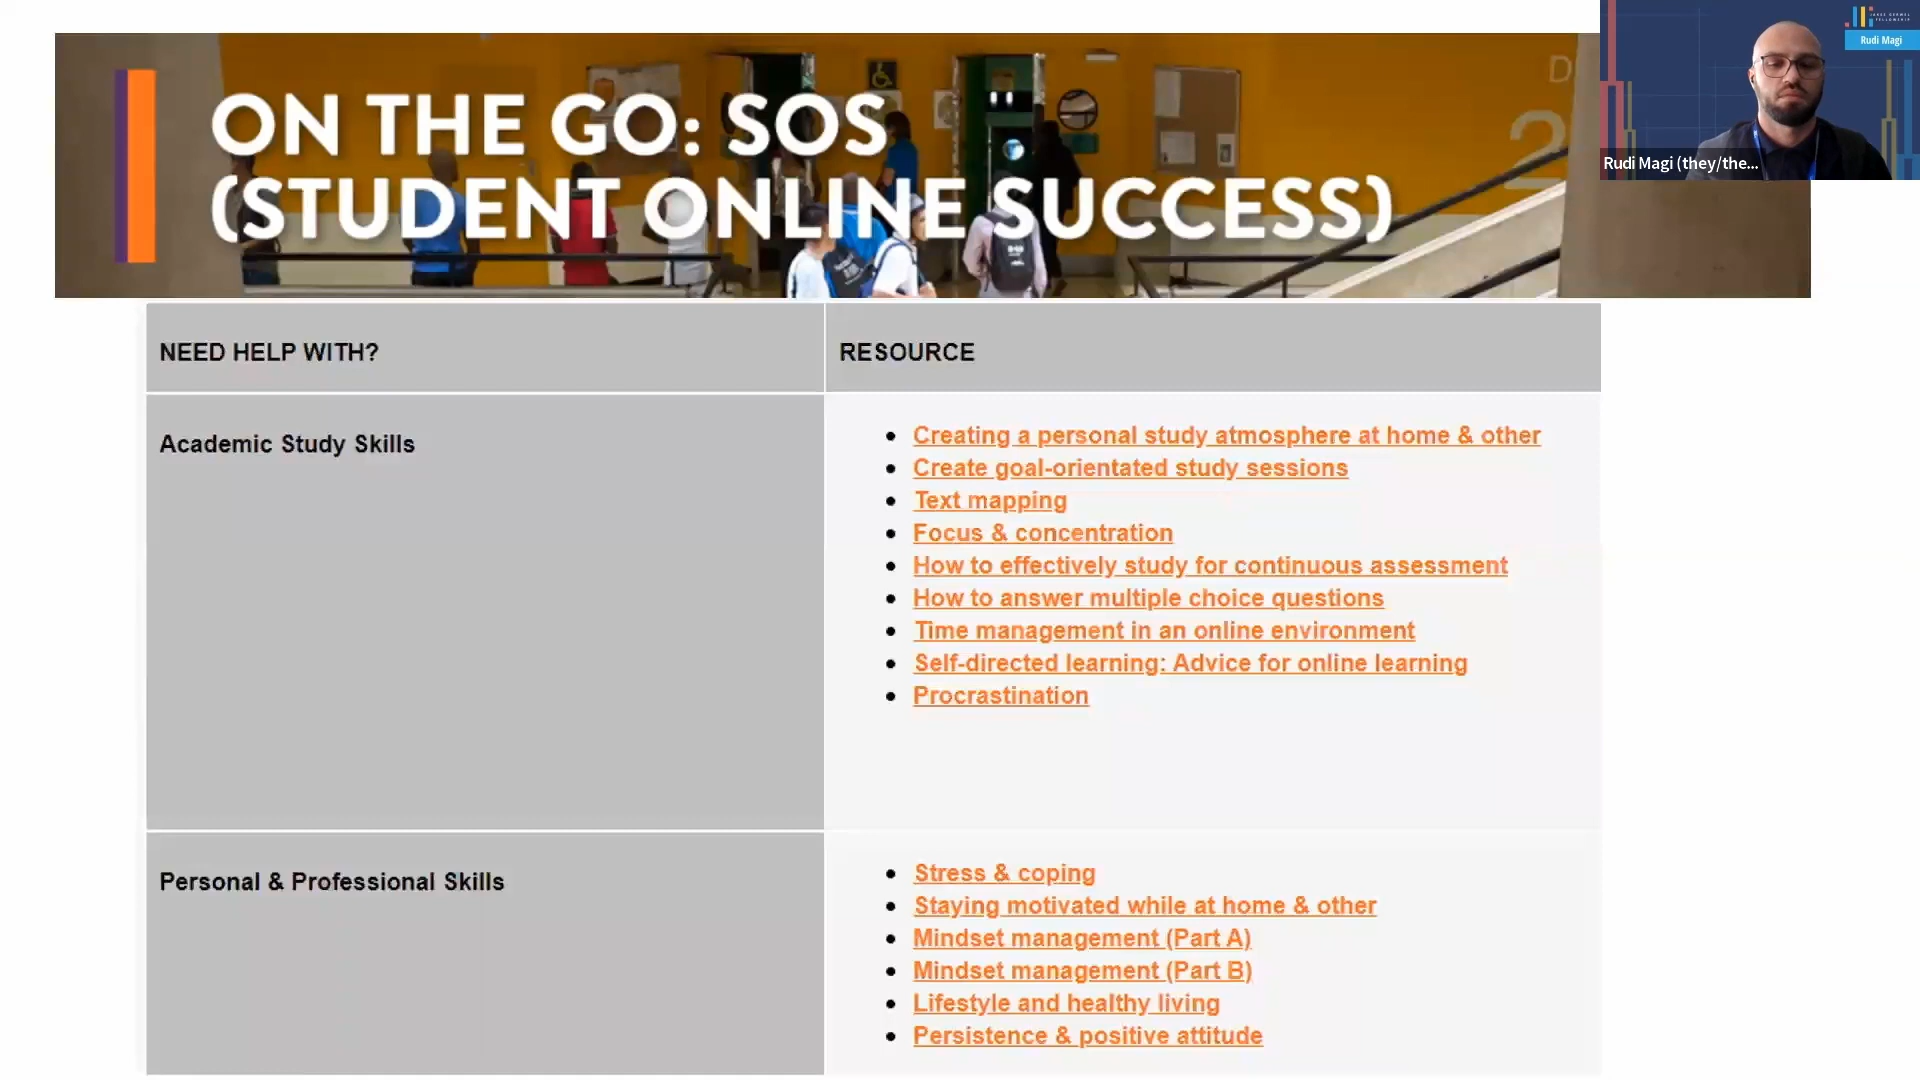 ON THE GO: SOS
(STUDENT ONLINE SUCCESS)
Rudi Magi
Rudi Magi (they/the...
NEED HELP WITH?
RESOURCE
Academic Study Skills
Creating a personal study atmosphere at home & other
Create goal-orientated study sessions
Text mapping
Focus & concentration
How to effectively study for continuous assessment
How to answer multiple choice questions
Time management in an online environment
Self-directed learning: Advice for online learning
Procrastination
Personal & Professional Skills
Stress & coping
Staying motivated while at home & other
Mindset management (Part A)
Mindset management (Part B)
Lifestyle and healthy living
Persistence & positive attitude